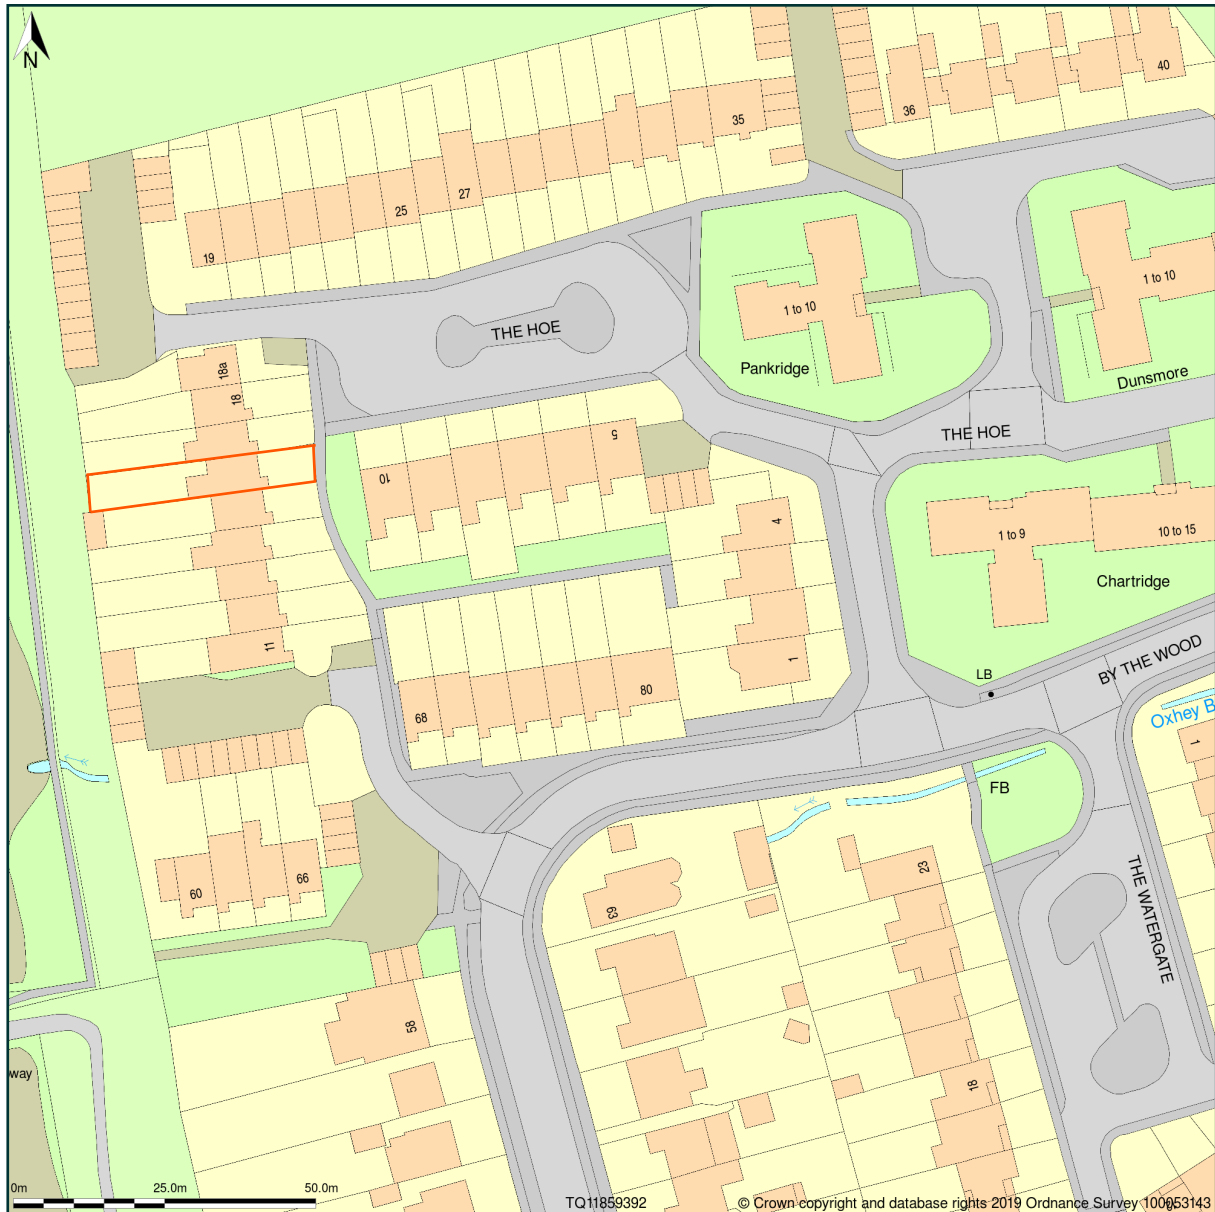 N
40
36
35
27
25
19
1 to 10
THE HOE
1 to 10
Pankridge
18a
Dunsmore
18
THE HOE
5
10
4
1 to 9
10 to 15
Chartridge
11
1
80
68
LB
BY THE WOOD
Oxhey B
1
FB
23
66
60
63
THE WATERGATE
58
18
way
0m
25.0m
50.0m
TQ11859392
© Crown copyright and database rights 2019 Ordnance Survey 100053143